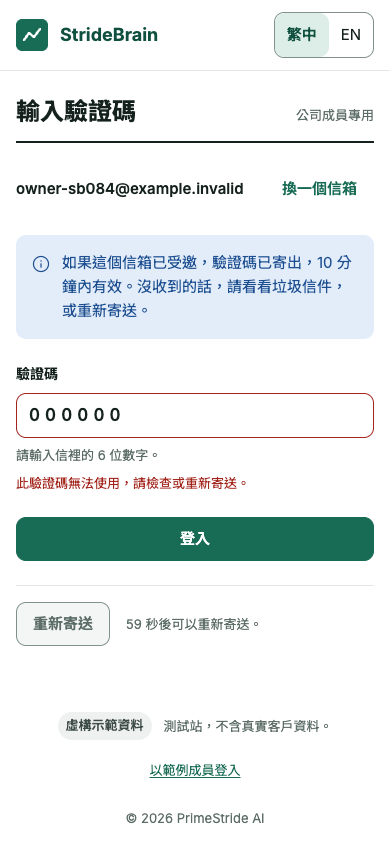 StrideBrain
繁中
EN
輸入驗證碼
公司成員專用
owner-sb084@example.invalid
換一個信箱
如果這個信箱已受邀，驗證碼已寄出，10 分
鐘內有效。沒收到的話，請看看垃圾信件，
或重新寄送。
驗證碼
000000
請輸入信裡的 6 位數字。
此驗證碼無法使用，請檢查或重新寄送。
登入
重新寄送
59 秒後可以重新寄送。
虛構示範資料
測試站，不含真實客戶資料。
以範例成員登入
© 2026 PrimeStride AI